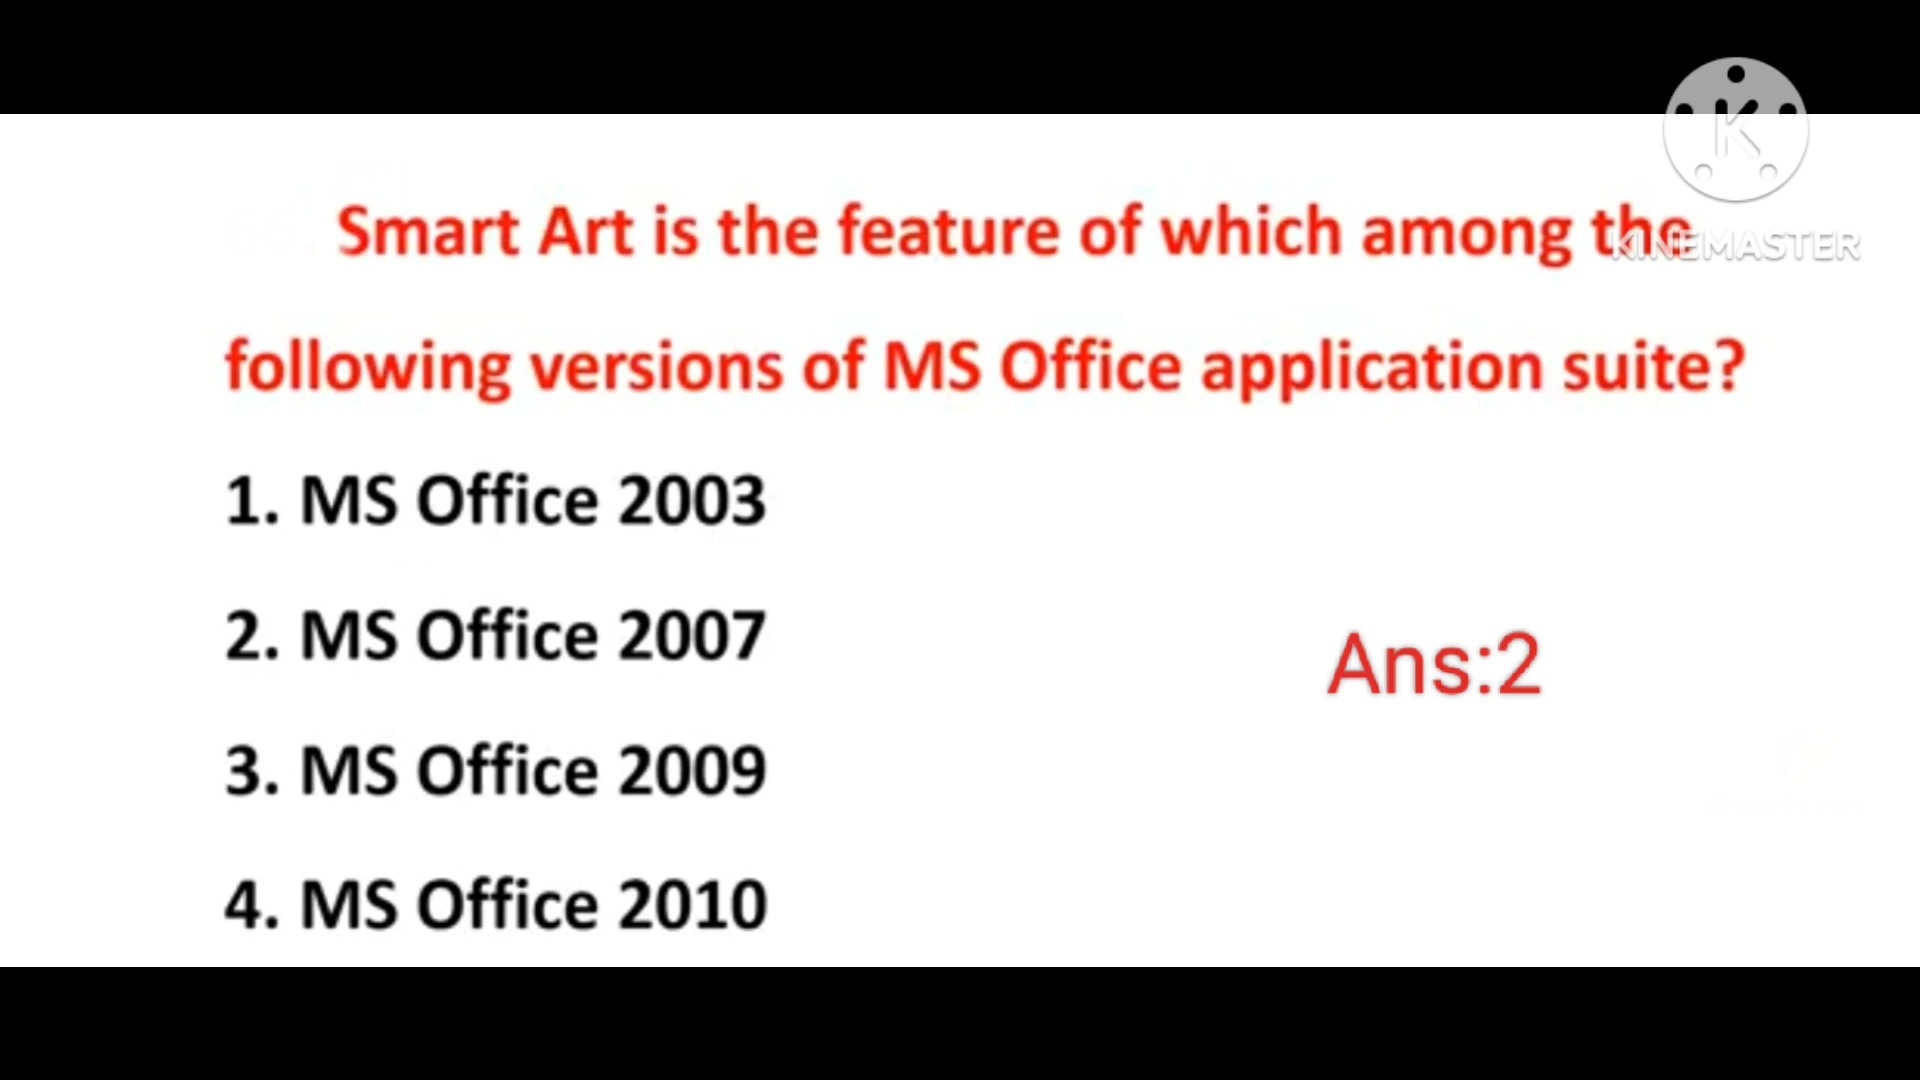 Smart Art is the feature of which among the
KINEMASTER
following versions of MS Office application suite?
1. MS Office 2003
2. MS Office 2007
Ans:2
3. MS Office 2009
4. MS Office 2010